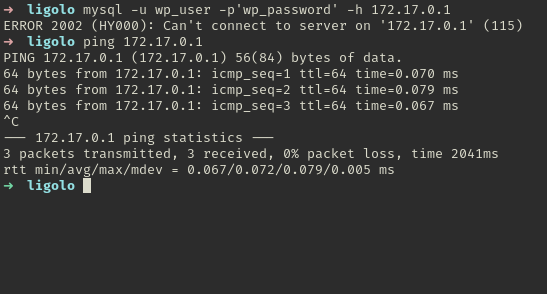 → ligolo mysql -u wp_user -p'wp_password' -h 172.17.0.1
ERROR 2002 (HY000): Can't connect to server on '172.17.0.1' (115)
→ ligolo ping 172.17.0.1
PING 172.17.0.1 (172.17.0.1) 56(84) bytes of data.
64 bytes from 172.17.0.1: icmp_seq=1 ttl=64 time=0.070 ms
64 bytes from 172.17.0.1: icmp_seq=2 ttl=64 time=0.079 ms
64 bytes from 172.17.0.1: icmp_seq=3 ttl=64 time=0.067 ms
^C
--- 172.17.0.1 ping statistics ---
3 packets transmitted, 3 received, 0% packet loss, time 2041ms
rtt min/avg/max/mdev = 0.067/0.072/0.079/0.005 ms
→ ligolo